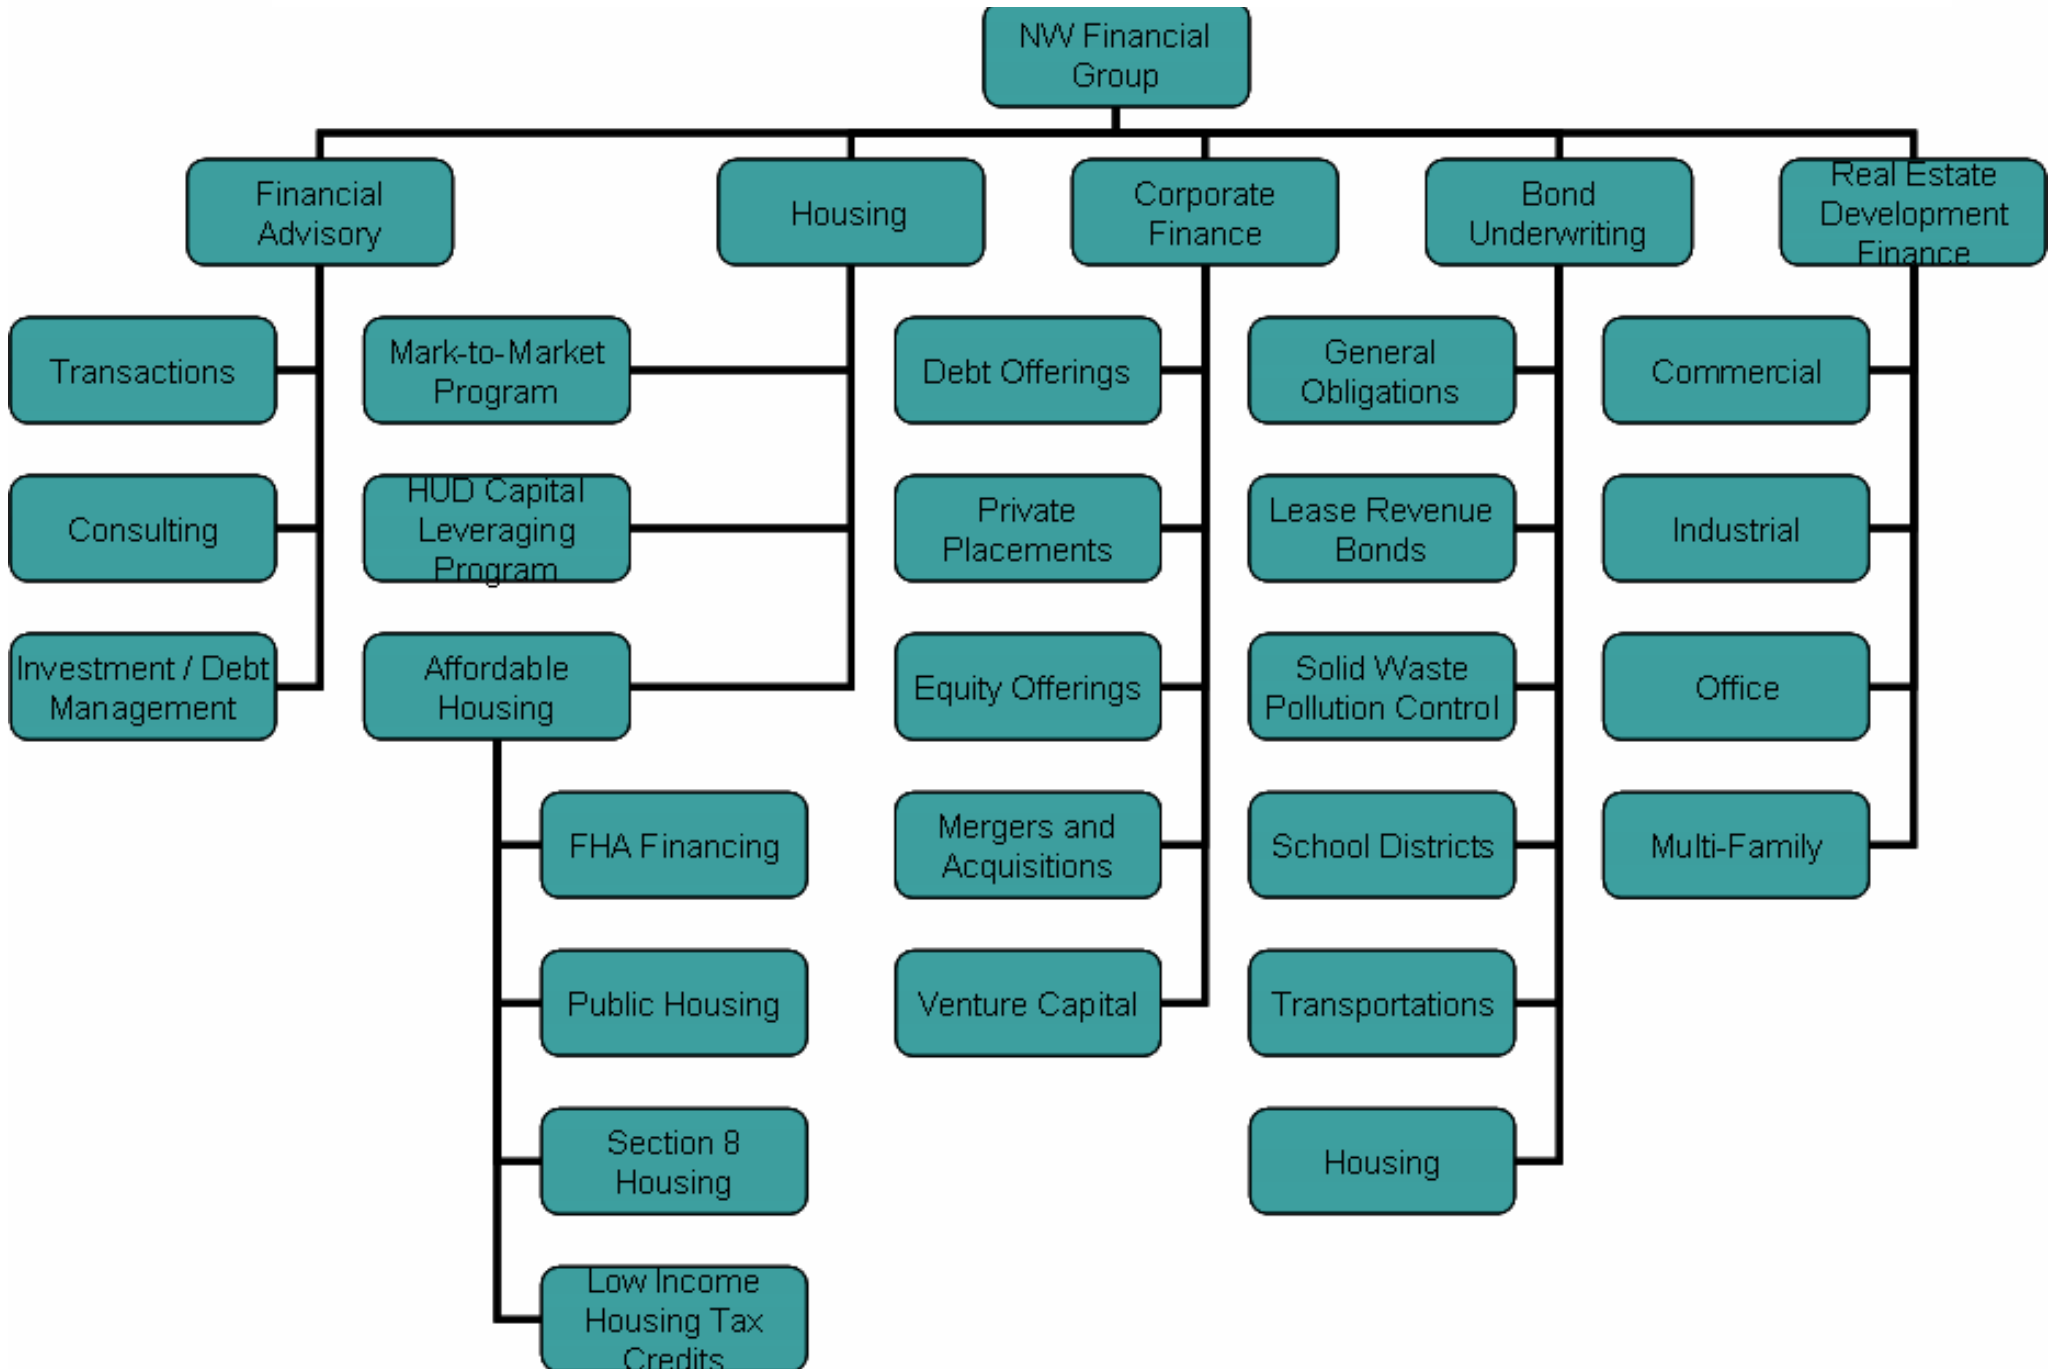 NW Financial
Group
Financial
Advisory
Housing
Corporate
Finance
Bond
Underwriting
Real Estate
Development
Finance
Transactions
Mark-to-Market
Program
Debt Offerings
General
Obligations
Commercial
Consulting
HUD Capital
Leveraging
Program
Private
Placements
Lease Revenue
Bonds
Industrial
Investment / Debt
Management
Affordable
Housing
Equity Offerings
Solid Waste
Pollution Control
Office
FHA Financing
Mergers and
Acquisitions
School Districts
Multi-Family
Public Housing
Venture Capital
Transportations
Section 8
Housing
Housing
Low Income
Housing Tax
Credits